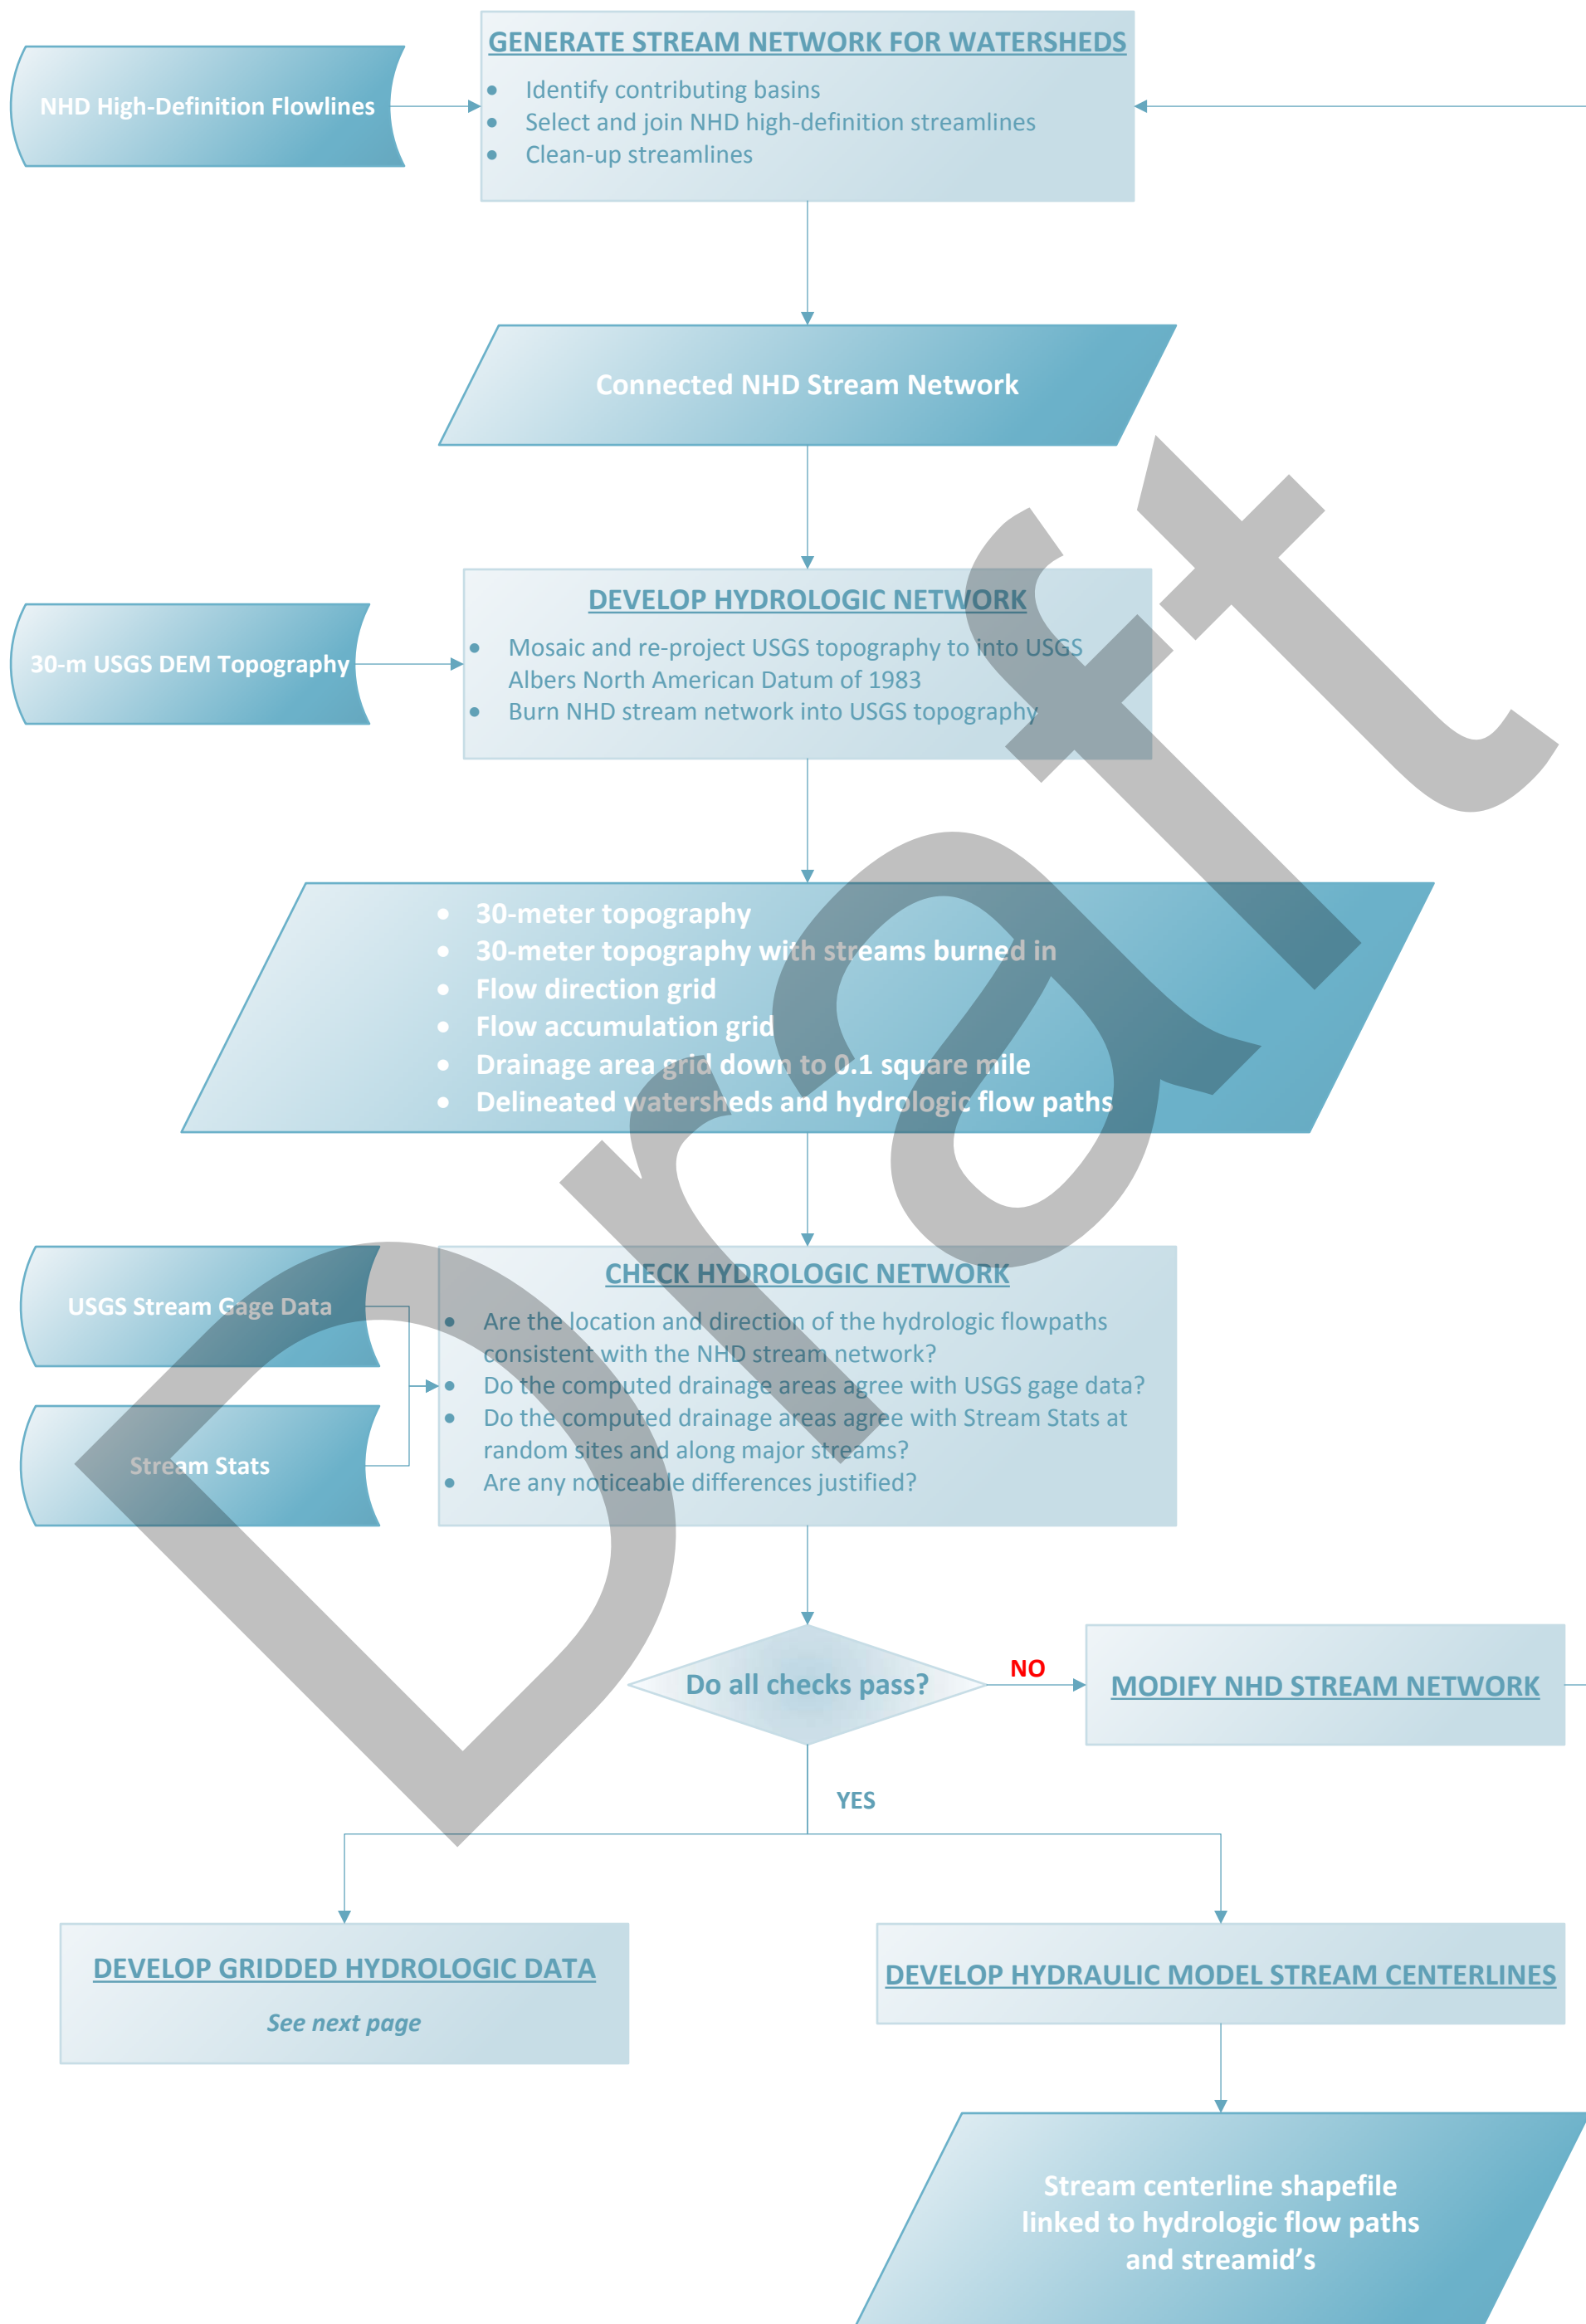 GENERATE STREAM NETWORK FOR WATERSHEDS
NHD High-Definition Flowlines
● Identify contributing basins
● Select and join NHD high-definition streamlines
● Clean-up streamlines
Connected NHD Stream Network
DEVELOP HYDROLOGIC NETWORK
30-m USGS DEM Topography
● Mosaic and re-project USGS topography to into USGS
Albers North American Datum of 1983
● Burn NHD stream network into USGS topography
● 30-meter topography
● 30-meter topography with streams burned in
● Flow direction grid
● Flow accumulation grid
● Drainage area grid down to 0.1 square mile
● Delineated watersheds and hydrologic flow paths
CHECK HYDROLOGIC NETWORK
USGS Stream Gage Data
Stream Stats
● Are the location and direction of the hydrologic flowpaths
consistent with the NHD stream network?
● Do the computed drainage areas agree with USGS gage data?
● Do the computed drainage areas agree with Stream Stats at
random sites and along major streams?
● Are any noticeable differences justified?
Do all checks pass?
NO
MODIFY NHD STREAM NETWORK
YES
DEVELOP GRIDDED HYDROLOGIC DATA
See next page
DEVELOP HYDRAULIC MODEL STREAM CENTERLINES
Stream centerline shapefile
linked to hydrologic flow paths
and streamid's
Draft